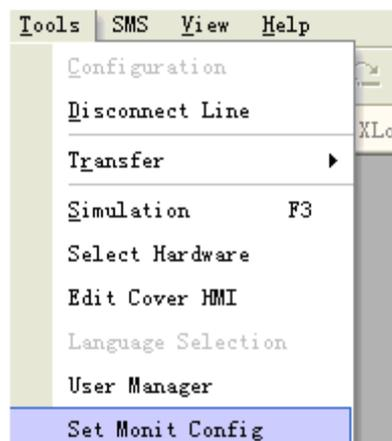 Tools SMS View Help
Configuration
Disconnect Line
XLo
Transfer
Simulation F3
Select Hardware
Edit Cover HMI
Language Selection
User Manager
Set Monit Config